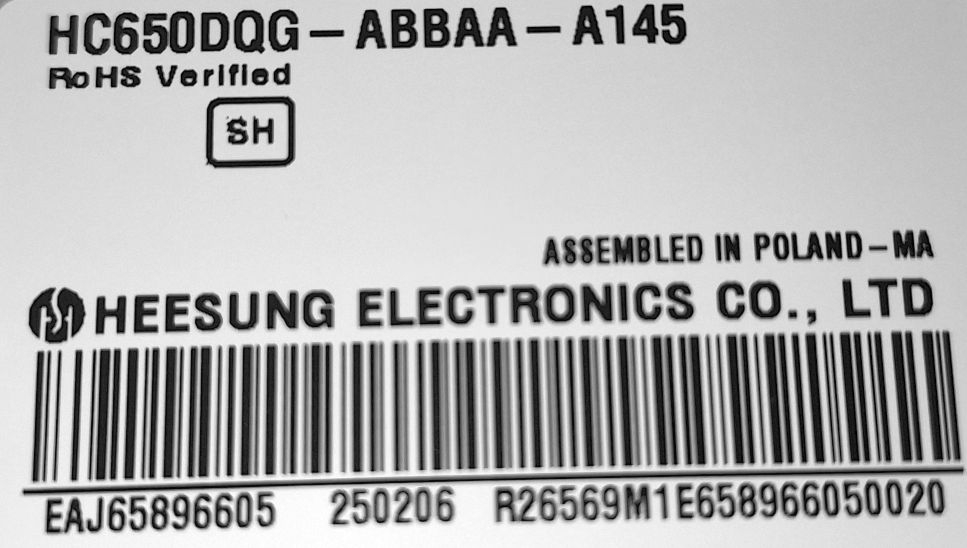 HC650DQG-ABBAA-A145
RoHS Verified
SH
ASSEMBLED IN POLAND-MA
HEESUNG ELECTRONICS CO., LTD
EAJ65896605 250206 R26569M1E658966050020